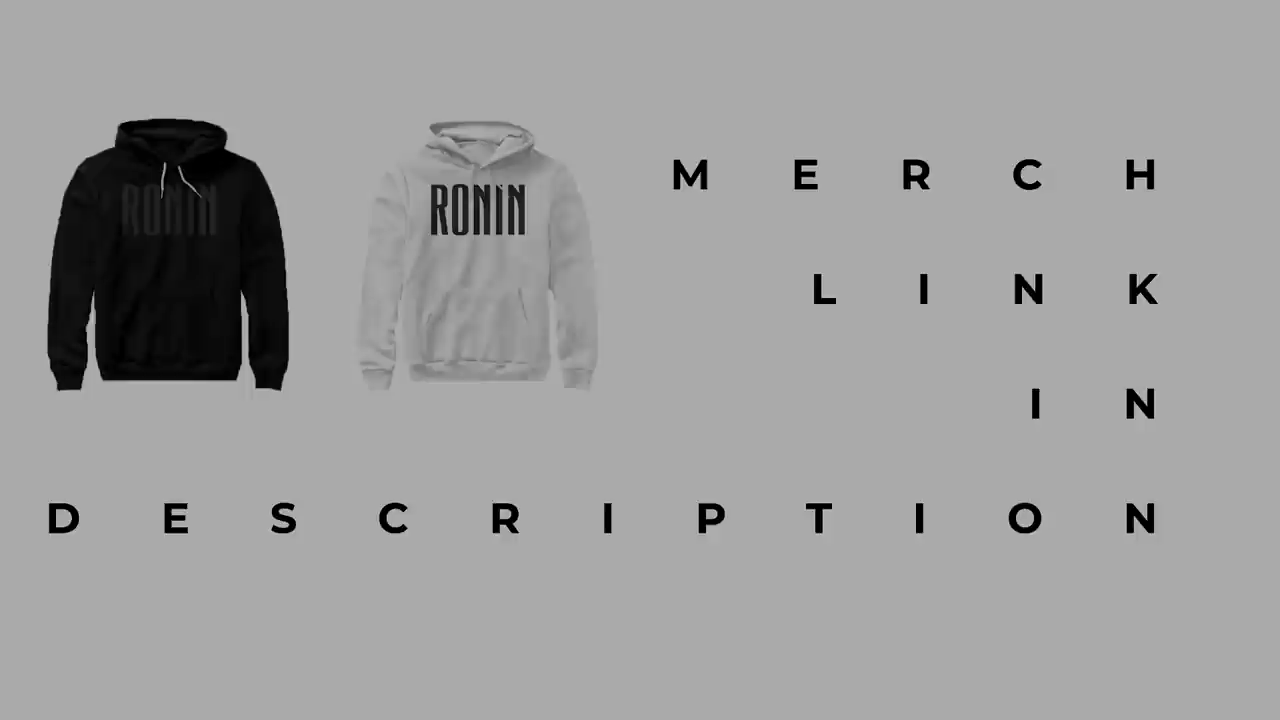 RONIN
RONIN
M E R C H
L I N K
I N
D E S C R I P T I O N